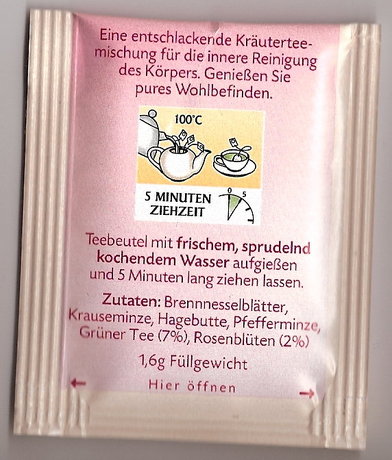 Eine entschlackende Kräutertee-
mischung für die innere Reinigung
des Körpers. Genießen Sie
pures Wohlbefinden.
100°C
5 MINUTEN
ZIEHZEIT
0 5
Teebeutel mit frischem, sprudelnd
kochendem Wasser aufgießen
und 5 Minuten lang ziehen lassen.
Zutaten: Brennnesselblätter,
Krauseminze, Hagebutte, Pfefferminze,
Grüner Tee (7%), Rosenblüten (2%)
1,6g Füllgewicht
Hier öffnen